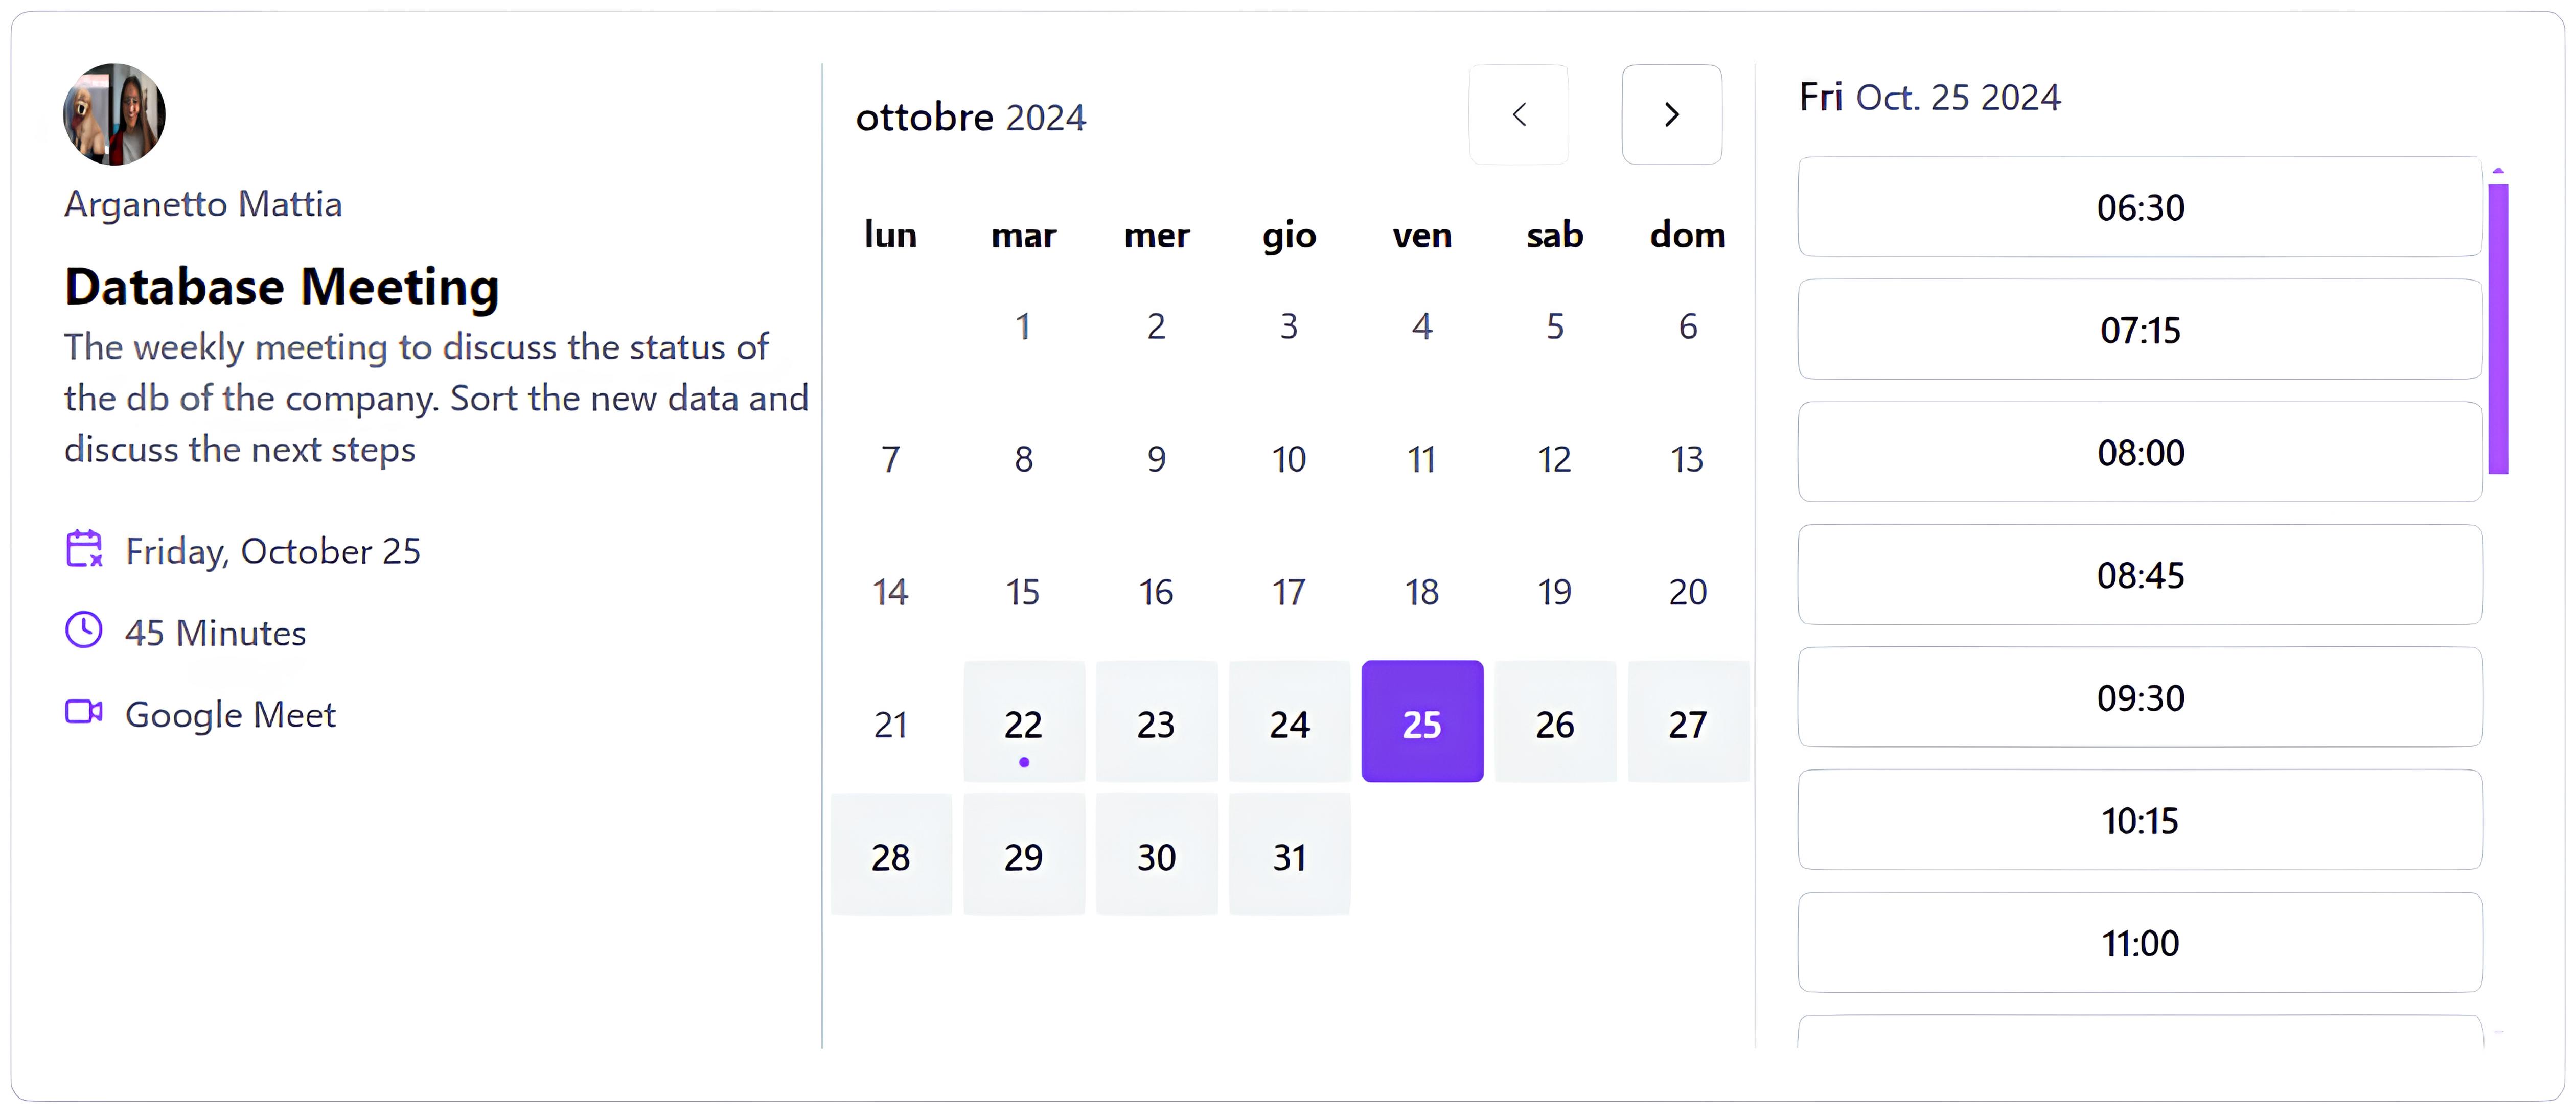 Arganetto Mattia
Database Meeting
The weekly meeting to discuss the status of
the db of the company. Sort the new data and
discuss the next steps
Friday, October 25
45 Minutes
Google Meet
ottobre 2024
lun mar mer gio ven sab dom
1 2 3 4 5 6
7 8 9 10 11 12 13
14 15 16 17 18 19 20
21 22 23 24 25 26 27
28 29 30 31
Fri Oct. 25 2024
06:30
07:15
08:00
08:45
09:30
10:15
11:00